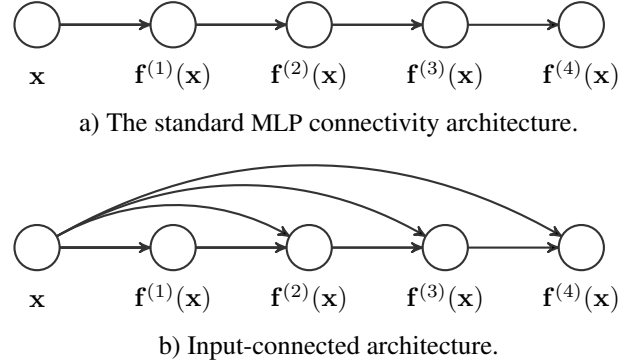 x f⁽¹⁾(x) f⁽²⁾(x) f⁽³⁾(x) f⁽⁴⁾(x)
a) The standard MLP connectivity architecture.
x f⁽¹⁾(x) f⁽²⁾(x) f⁽³⁾(x) f⁽⁴⁾(x)
b) Input-connected architecture.